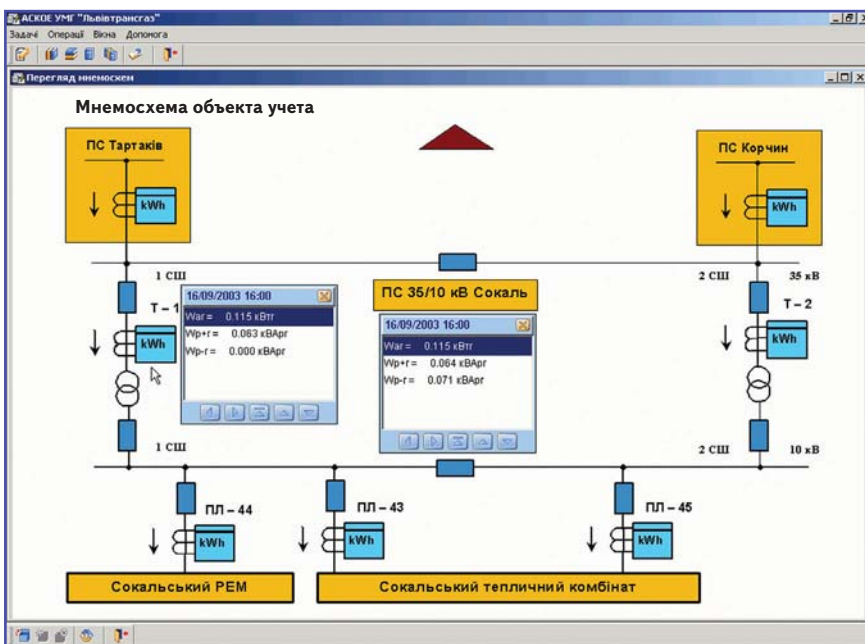 АСКОЕ УМГ "Львівтрансгаз"
Задачі Операції Вікна Допомога
Перегляд мнемосхем
Мнемосхема объекта учета
ПС Тартаків
kWh
ПС Корчин
kWh
1 СШ
2 СШ 35 кВ
T – 1
kWh
16/09/2003 16:00
War = 0.115 кВтг
Wp+r = 0.063 кВАрг
Wp-r = 0.000 кВАрг
ПС 35/10 кВ Сокаль
16/09/2003 16:00
War = 0.115 кВтг
Wp+r = 0.064 кВАрг
Wp-r = 0.071 кВАрг
T – 2
kWh
1 СШ
2 СШ 10 кВ
ПЛ – 44
kWh
ПЛ – 43
kWh
ПЛ – 45
kWh
Сокальський РЕМ
Сокальський тепличний комбінат